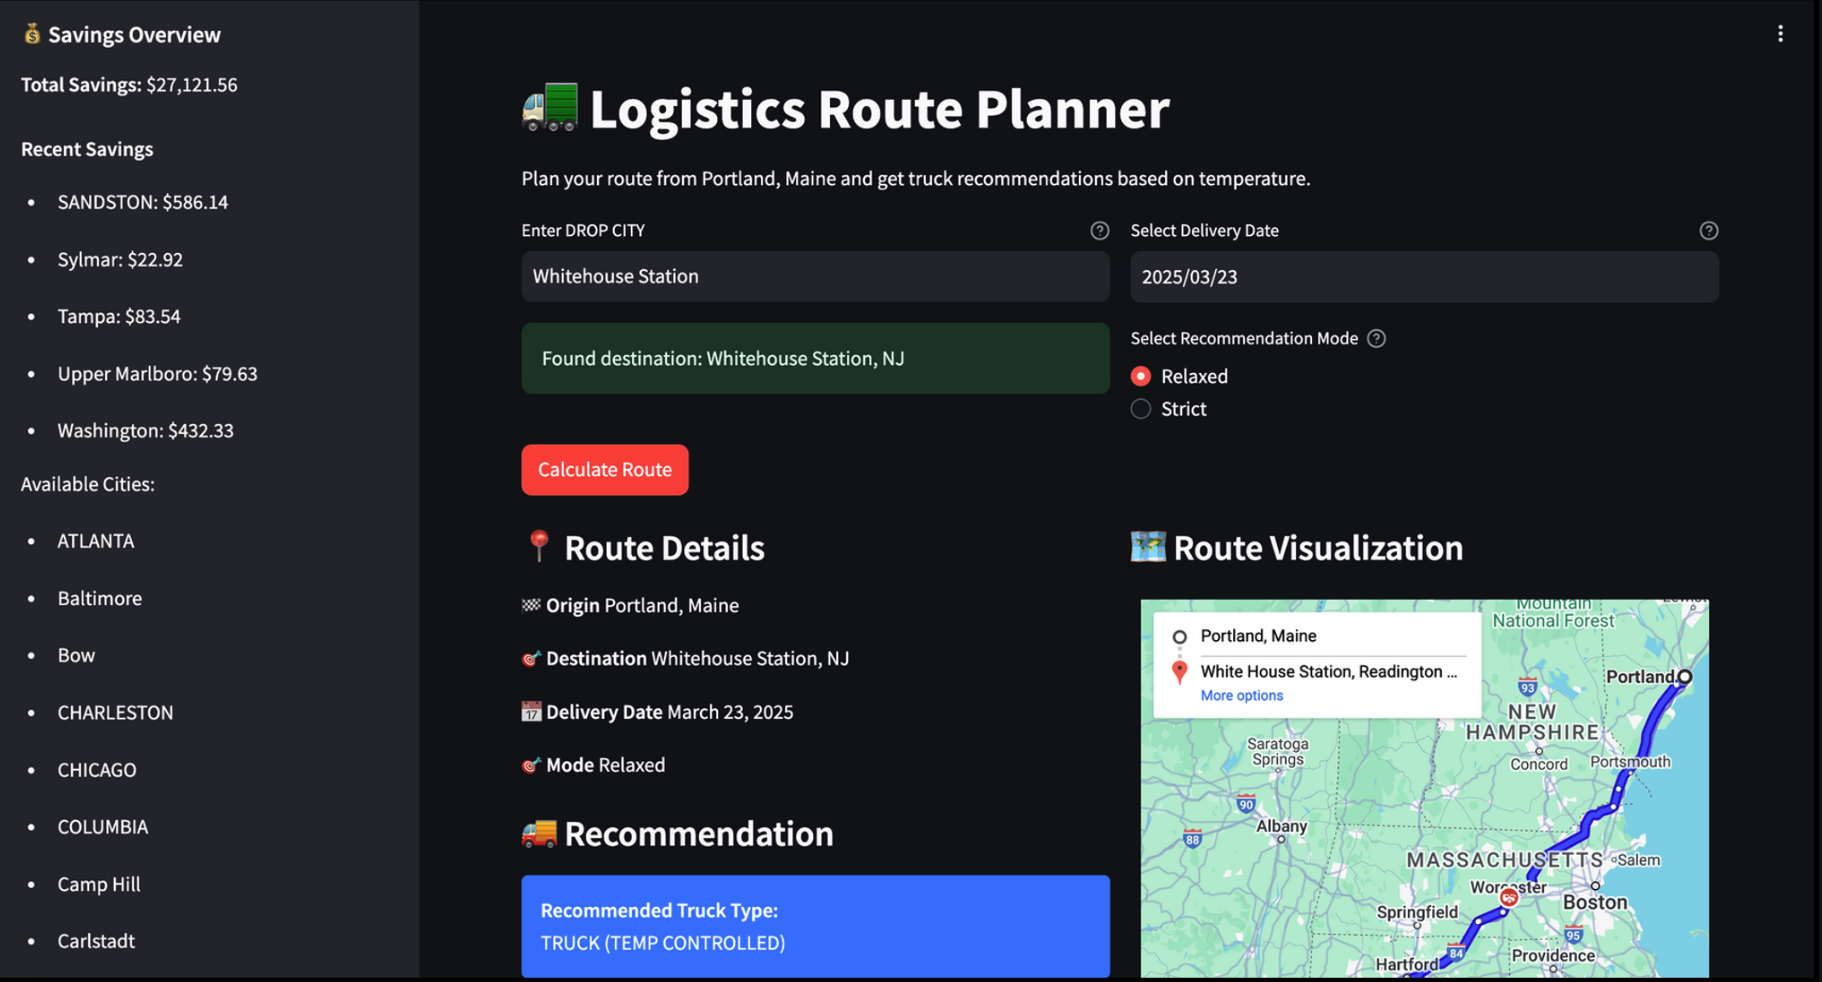 Savings Overview
Total Savings: $27,121.56
Recent Savings
SANDSTON: $586.14
Sylmar: $22.92
Tampa: $83.54
Upper Marlboro: $79.63
Washington: $432.33
Available Cities:
ATLANTA
Baltimore
Bow
CHARLESTON
CHICAGO
COLUMBIA
Camp Hill
Carlstadt
Logistics Route Planner
Plan your route from Portland, Maine and get truck recommendations based on temperature.
Enter DROP CITY
Whitehouse Station
Found destination: Whitehouse Station, NJ
Select Delivery Date
2025/03/23
Select Recommendation Mode
Relaxed
Strict
Calculate Route
Route Details
Origin Portland, Maine
Destination Whitehouse Station, NJ
17
Delivery Date March 23, 2025
Mode Relaxed
Recommendation
Recommended Truck Type:
TRUCK (TEMP CONTROLLED)
Route Visualization
Portland, Maine
White House Station, Readington ...
More options
Mountain
National Forest
Portland
93
NEW
HAMPSHIRE
Saratoga
Springs
Concord
Portsmouth
90
Albany
88
MASSACHUSETTS
Salem
Worcester
Boston
Springfield
95
84
Providence
Hartford